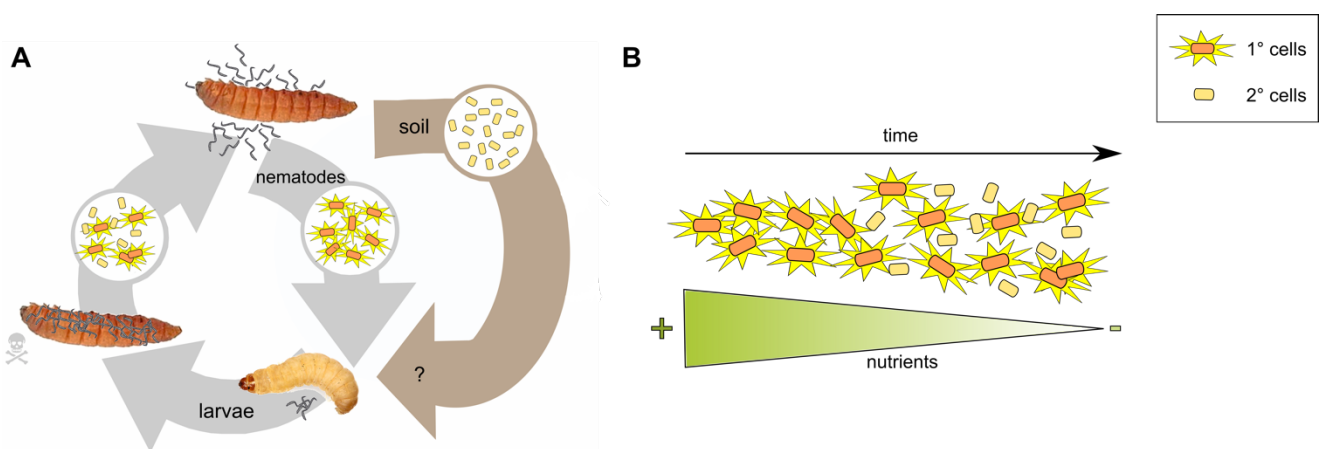 A
soil
nematodes
?
larvae
B
1° cells
2° cells
time
+
-
nutrients